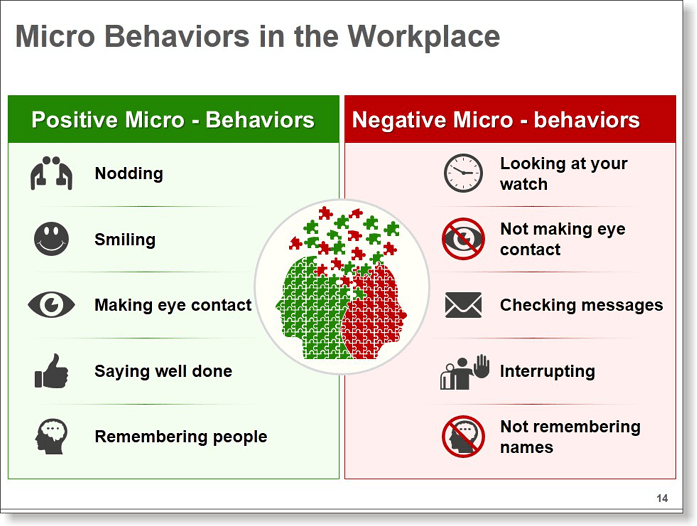 Micro Behaviors in the Workplace
Positive Micro - Behaviors
Nodding
Smiling
Making eye contact
Saying well done
Remembering people
Negative Micro - behaviors
Looking at your
watch
Not making eye
contact
Checking messages
Interrupting
Not remembering
names
14